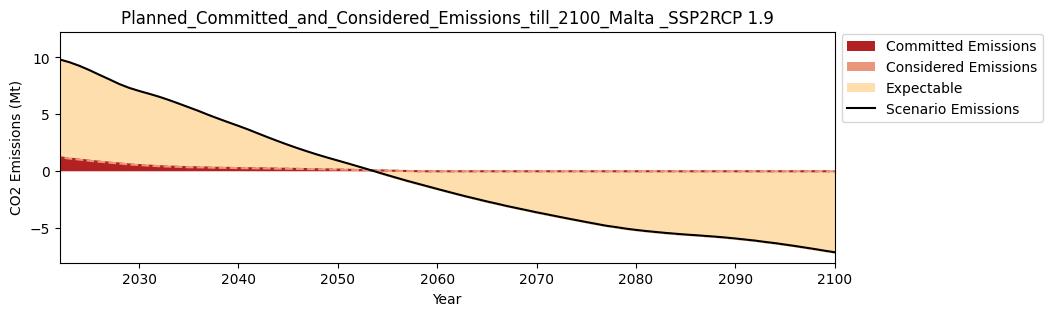 Planned_Committed_and_Considered_Emissions_till_2100_Malta _SSP2RCP 1.9
CO2 Emissions (Mt)
10
5
0
−5
2030
2040
2050
2060
2070
2080
2090
2100
Year
Committed Emissions
Considered Emissions
Expectable
Scenario Emissions